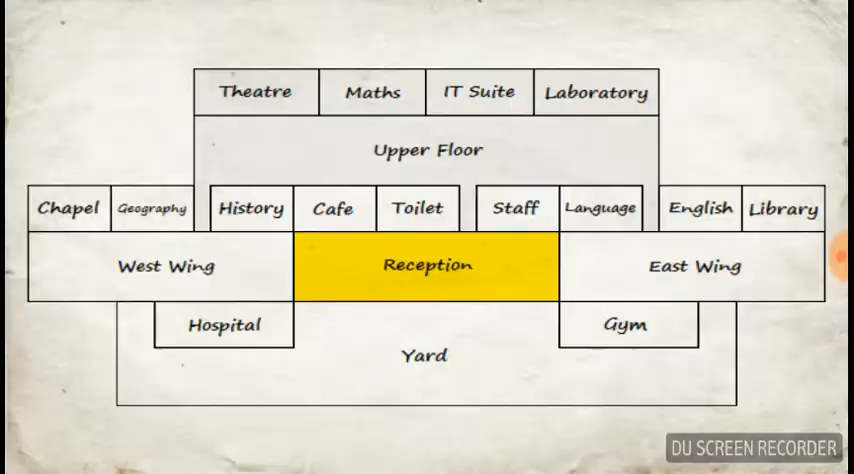 Theatre Maths IT Suite Laboratory
Upper Floor
Chapel Geography History Cafe Toilet Staff Language English Library
West Wing Reception East Wing
Hospital Gym
Yard
DU SCREEN RECORDER